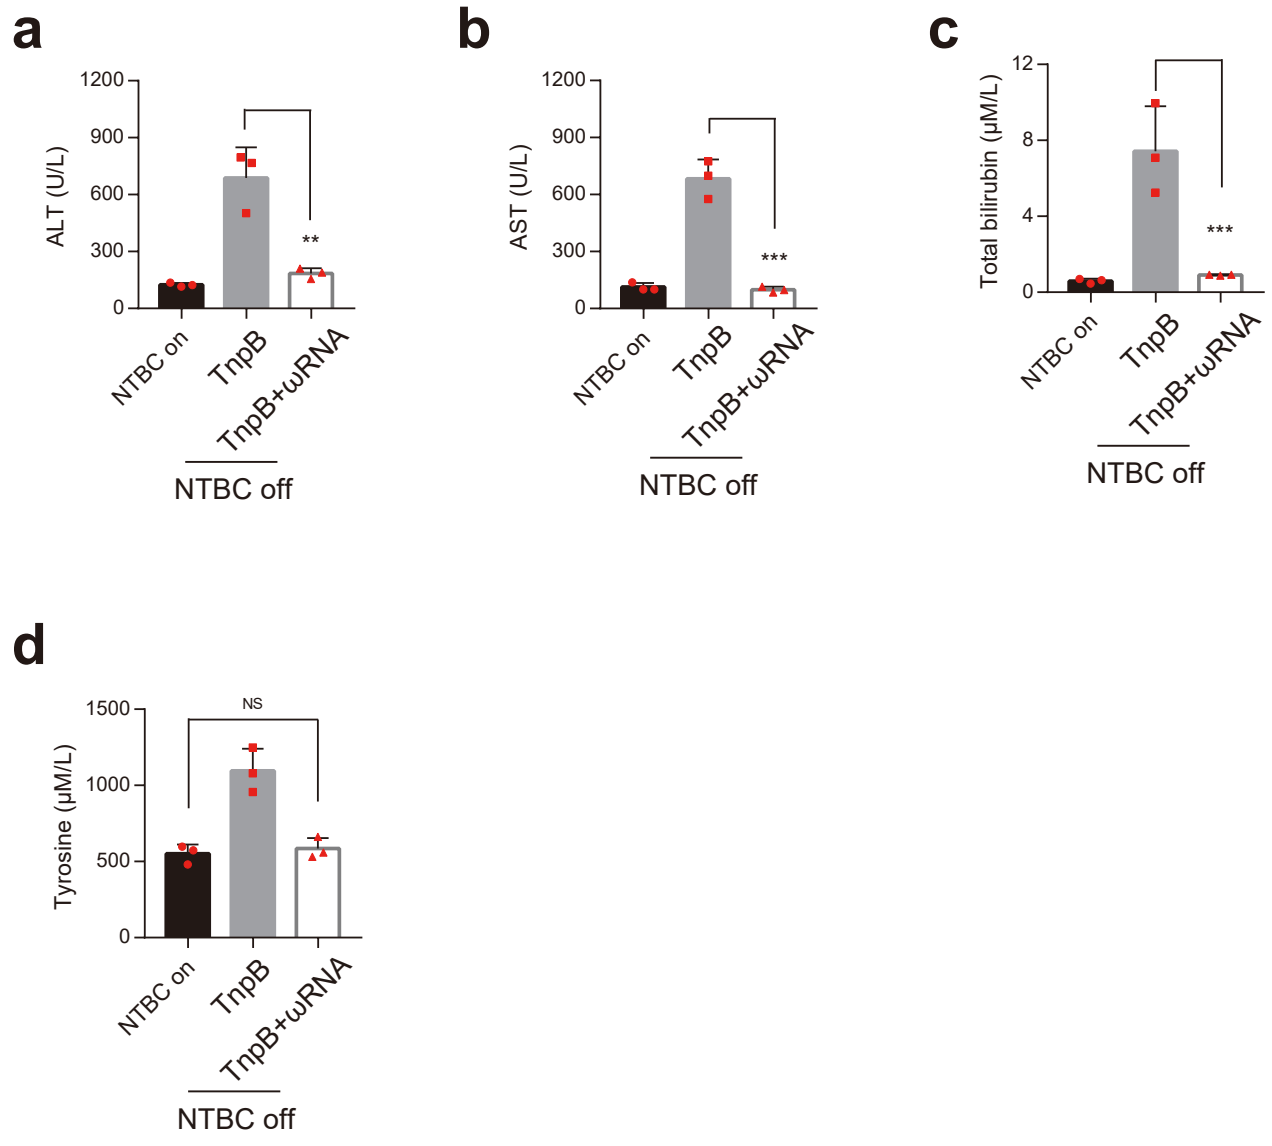 a
ALT (U/L)
1200
900
600
300
0
**
NTBC on
TnpB
TnpB+ωRNA
NTBC off
b
AST (U/L)
1200
900
600
300
0
***
NTBC on
TnpB
TnpB+ωRNA
NTBC off
c
Total bilirubin (μM/L)
12
8
4
0
***
NTBC on
TnpB
TnpB+ωRNA
NTBC off
d
Tyrosine (μM/L)
1500
1000
500
0
NS
NTBC on
TnpB
TnpB+ωRNA
NTBC off